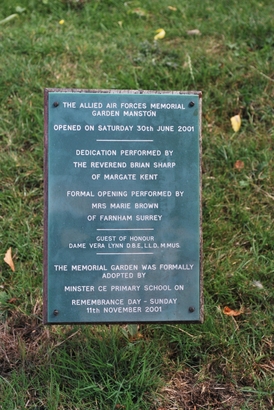 THE ALLIED AIR FORCES MEMORIAL
GARDEN MANSTON
OPENED ON SATURDAY 30th JUNE 2001
DEDICATION PERFORMED BY
THE REVEREND BRIAN SHARP
OF MARGATE KENT
FORMAL OPENING PERFORMED BY
MRS MARIE BROWN
OF FARNHAM SURREY
GUEST OF HONOUR
DAME VERA LYNN D.B.E, L.L.D, M.MUS.
THE MEMORIAL GARDEN WAS FORMALLY
ADOPTED BY
MINSTER CE PRIMARY SCHOOL ON
REMEMBRANCE DAY - SUNDAY
11th NOVEMBER 2001